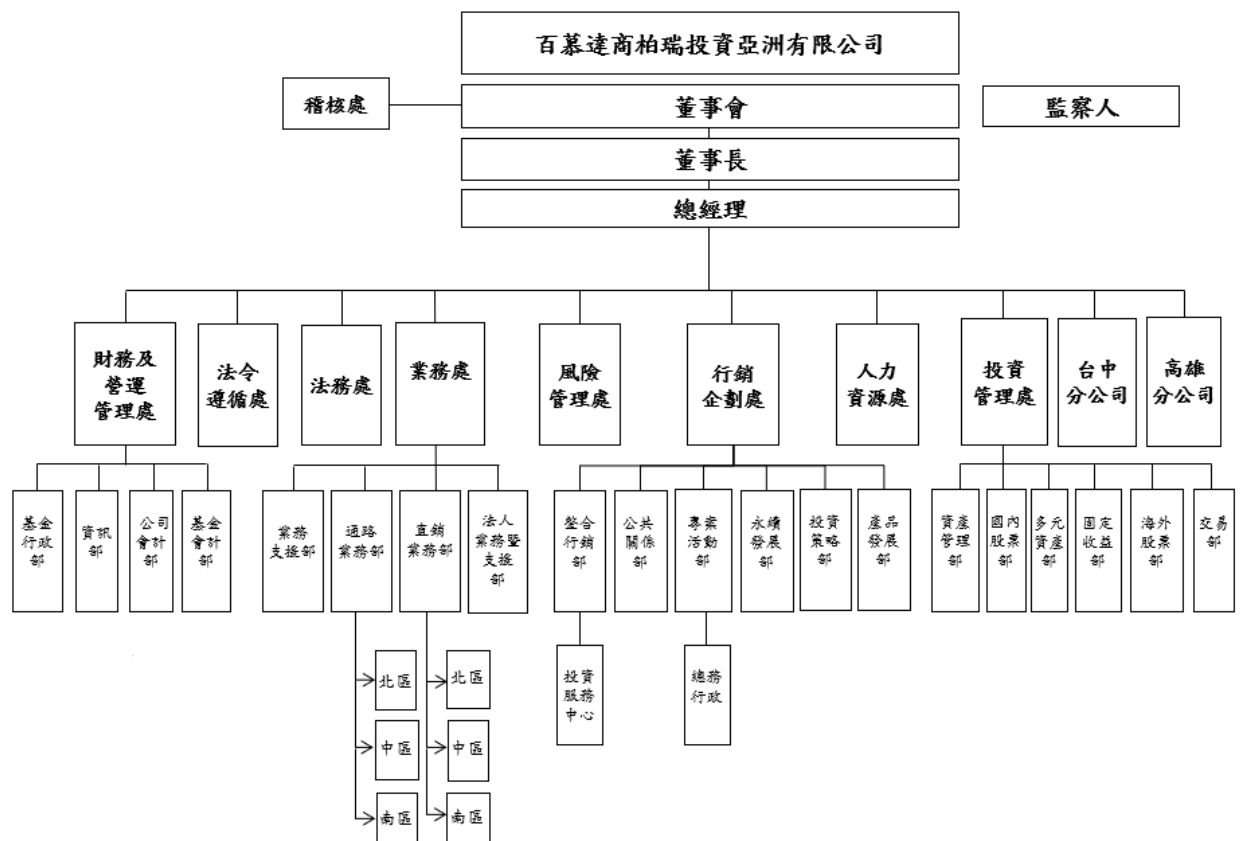 百慕達商柏瑞投資亞洲有限公司
稽核處
董事會
監察人
董事長
總經理
財務及
營運
管理處
法令
遵循處
法務處
業務處
風險
管理處
行銷
企劃處
人力
資源處
投資
管理處
台中
分公司
高雄
分公司
基金
行政
部
資訊
部
公司
會計
部
基金
會計
部
業務
支援部
通路
業務部
直銷
業務部
法人
業務暨
支援
部
整合
行銷
部
公共
關係
部
專案
活動
部
永續
發展
部
投資
策略
部
產品
發展
部
資產
管理
部
國內
股票
部
多元
資產
部
固定
收益
部
海外
股票
部
交易
部
北區
中區
南區
北區
中區
南區
投資
服務
中心
總務
行政